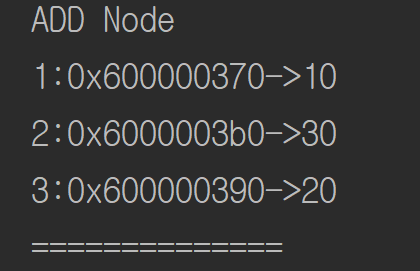 ADD Node
1:0x600000370->10
2:0x6000003b0->30
3:0x600000390->20
==============